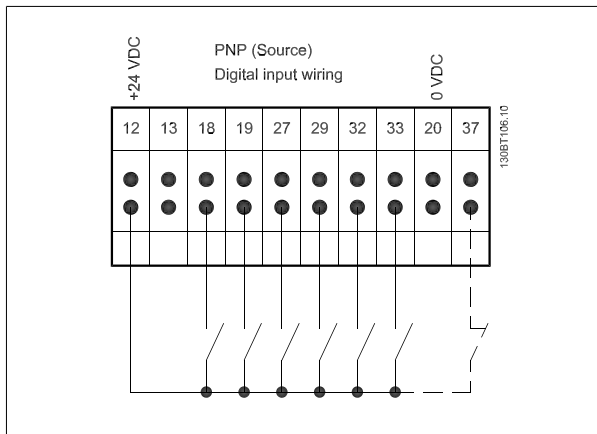 +24 VDC
PNP (Source)
Digital input wiring
0 VDC
12 13 18 19 27 29 32 33 20 37
130BT106.10